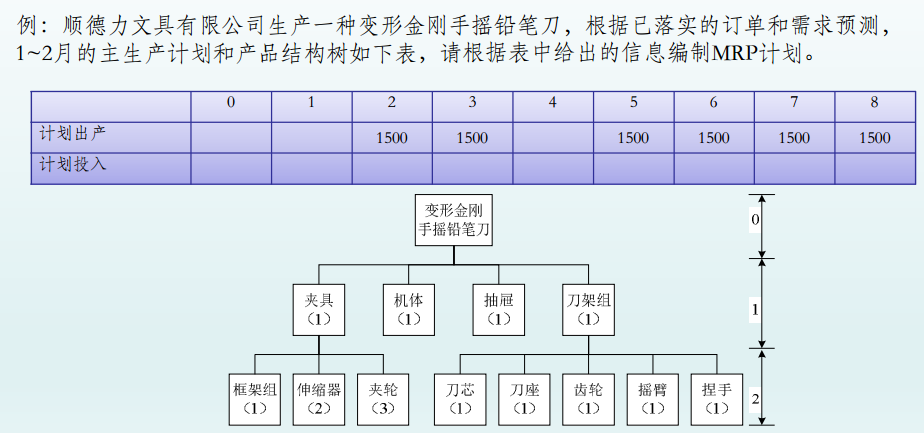 例：顺德力文具有限公司生产一种变形金刚手摇铅笔刀，根据已落实的订单和需求预测，
1~2月的主生产计划和产品结构树如下表，请根据表中给出的信息编制MRP计划。
0 1 2 3 4 5 6 7 8
计划出产 1500 1500 1500 1500 1500 1500
计划投入
变形金刚
手摇铅笔刀
0
夹具 机体 抽屉 刀架组
（1） （1） （1） （1）
1
框架组 伸缩器 夹轮 刀芯 刀座 齿轮 摇臂 捏手
（1） （2） （3） （1） （1） （1） （1） （1）
2